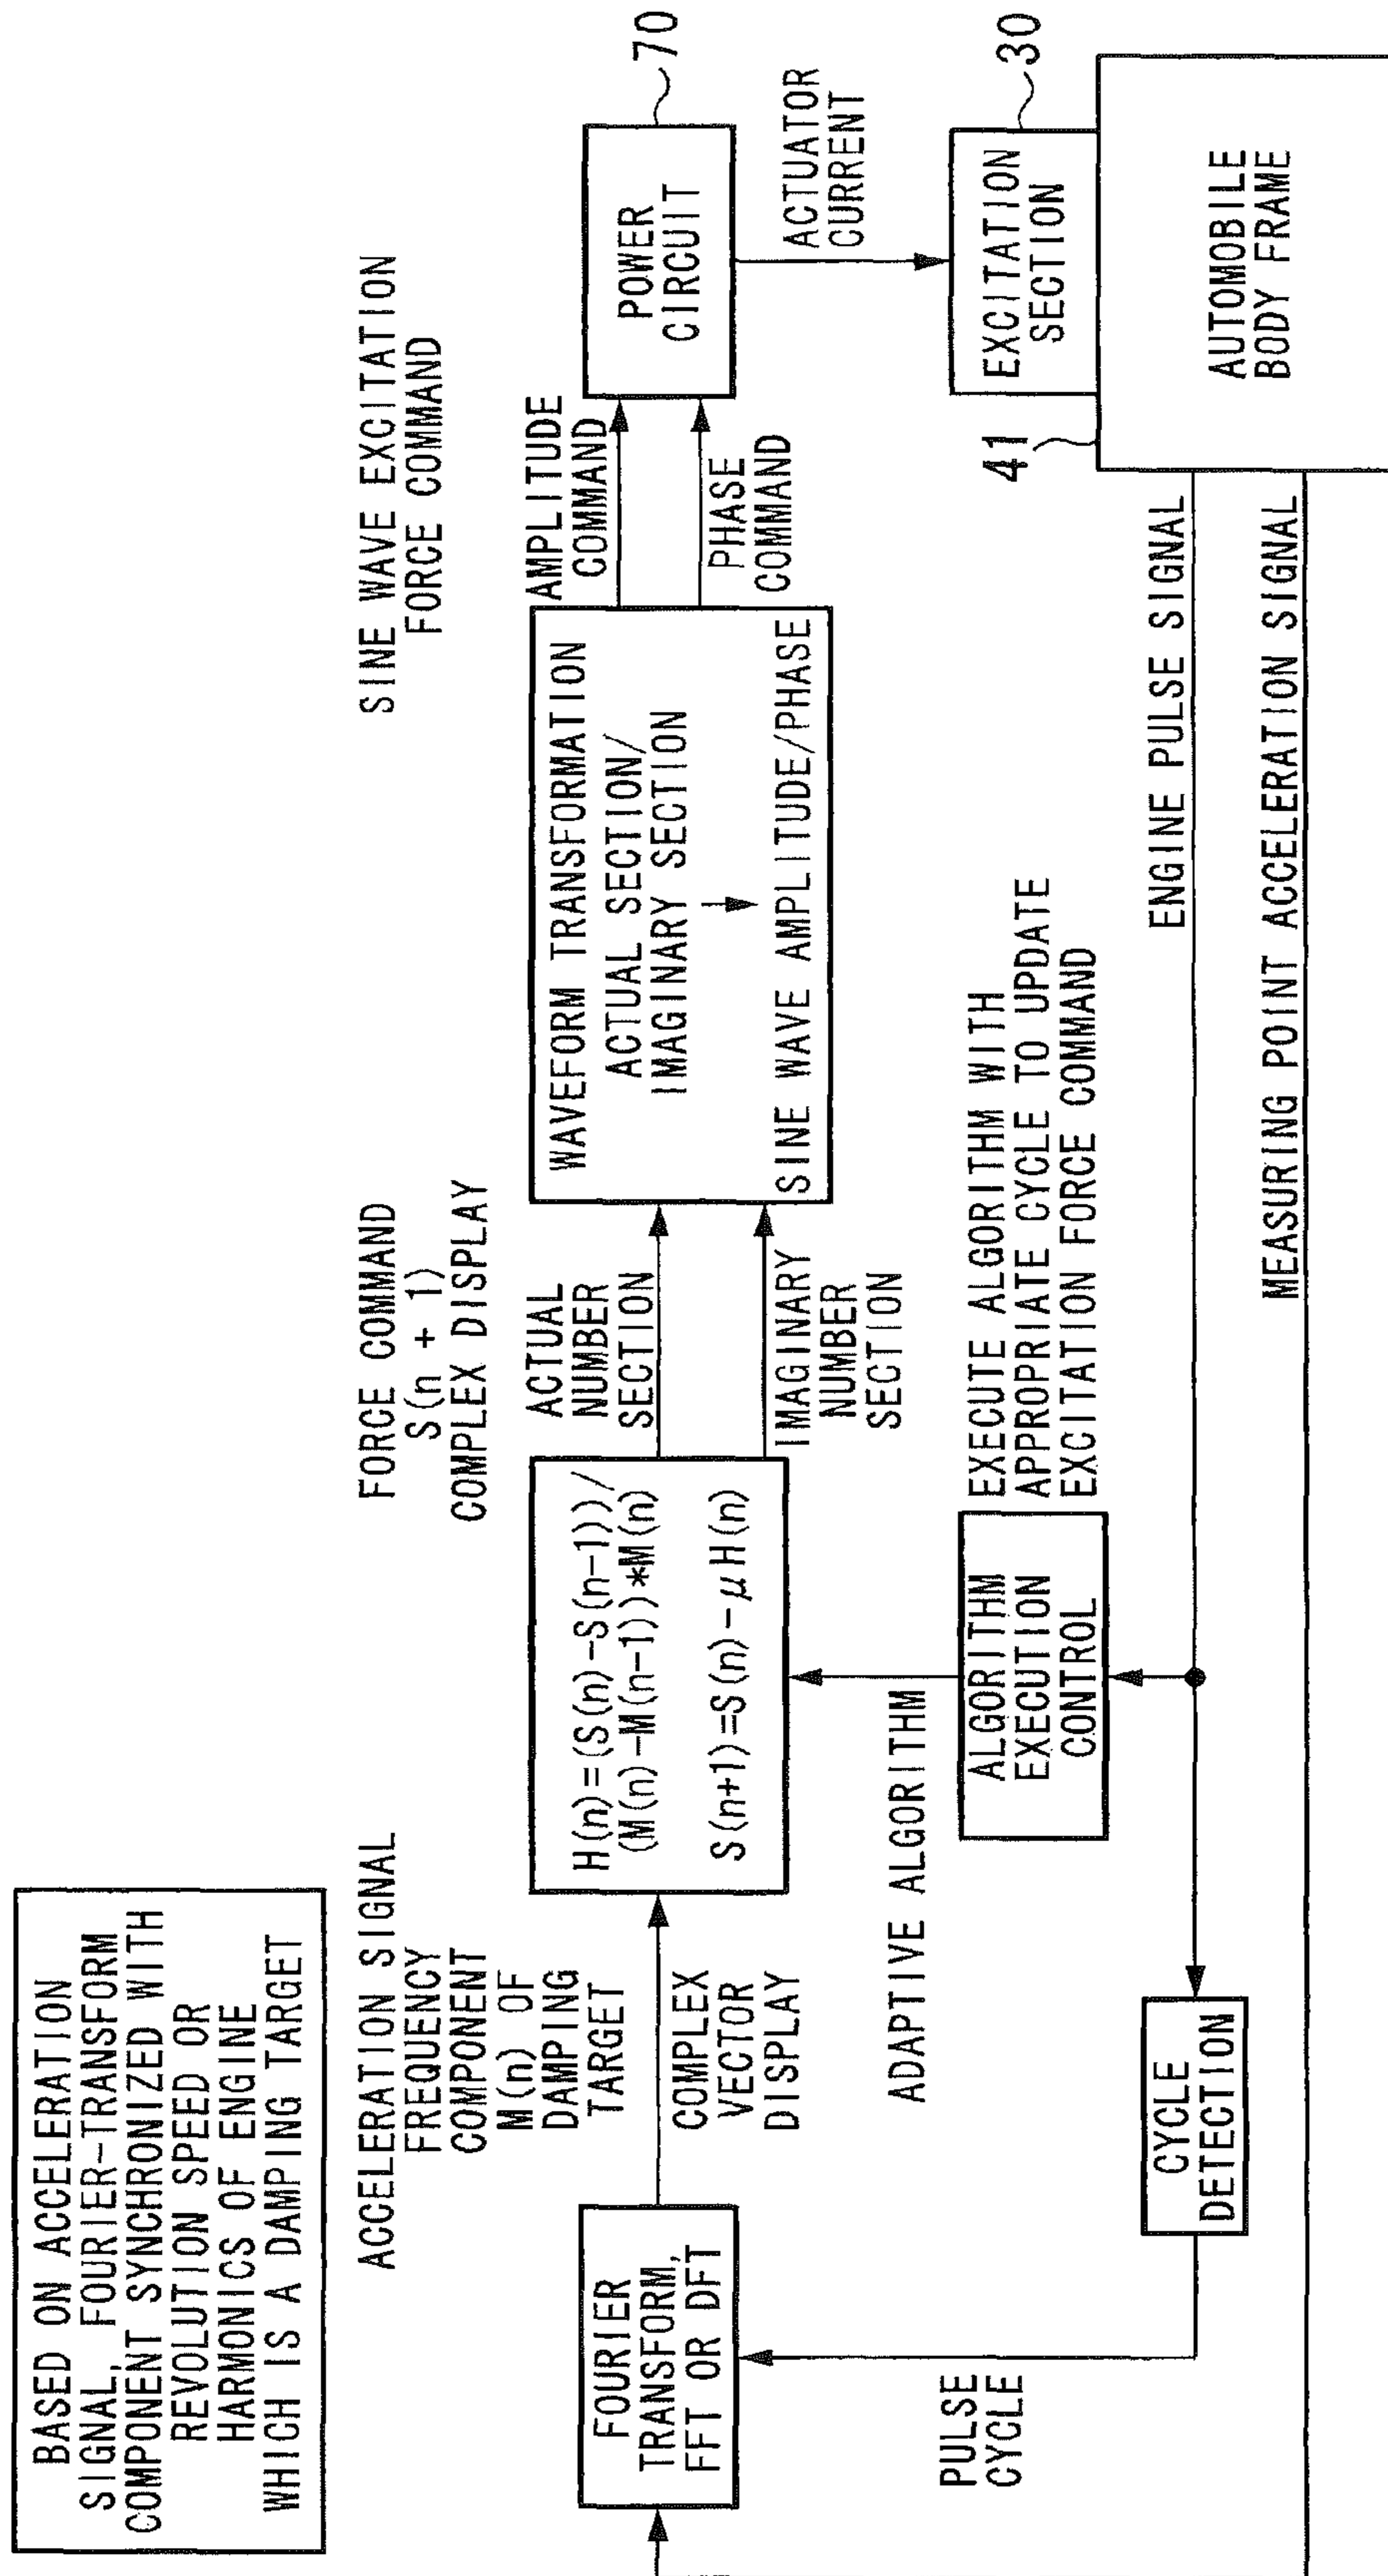 BASED ON ACCELERATION
SIGNAL, FOURIER-TRANSFORM
COMPONENT SYNCHRONIZED WITH
REVOLUTION SPEED OR
HARMONICS OF ENGINE
WHICH IS A DAMPING TARGET
ACCELERATION SIGNAL
FREQUENCY
COMPONENT
M(n) OF
DAMPING
TARGET
COMPLEX
VECTOR
DISPLAY
FOURIER
TRANSFORM,
FFT OR DFT
PULSE
CYCLE
CYCLE
DETECTION
FORCE COMMAND
S(n + 1)
COMPLEX DISPLAY
H(n)=(S(n)-S(n-1))/
(M(n)-M(n-1))*M(n)
S(n+1)=S(n)-μH(n)
ADAPTIVE ALGORITHM
ALGORITHM
EXECUTION
CONTROL
EXECUTE ALGORITHM WITH
APPROPRIATE CYCLE TO UPDATE
EXCITATION FORCE COMMAND
ACTUAL
NUMBER
SECTION
IMAGINARY
NUMBER
SECTION
WAVEFORM TRANSFORMATION
ACTUAL SECTION/
IMAGINARY SECTION
SINE WAVE AMPLITUDE/PHASE
SINE WAVE EXCITATION
FORCE COMMAND
AMPLITUDE
COMMAND
PHASE
COMMAND
POWER
CIRCUIT
70
ACTUATOR
CURRENT
EXCITATION
SECTION
30
41
AUTOMOBILE
BODY FRAME
ENGINE PULSE SIGNAL
MEASURING POINT ACCELERATION SIGNAL